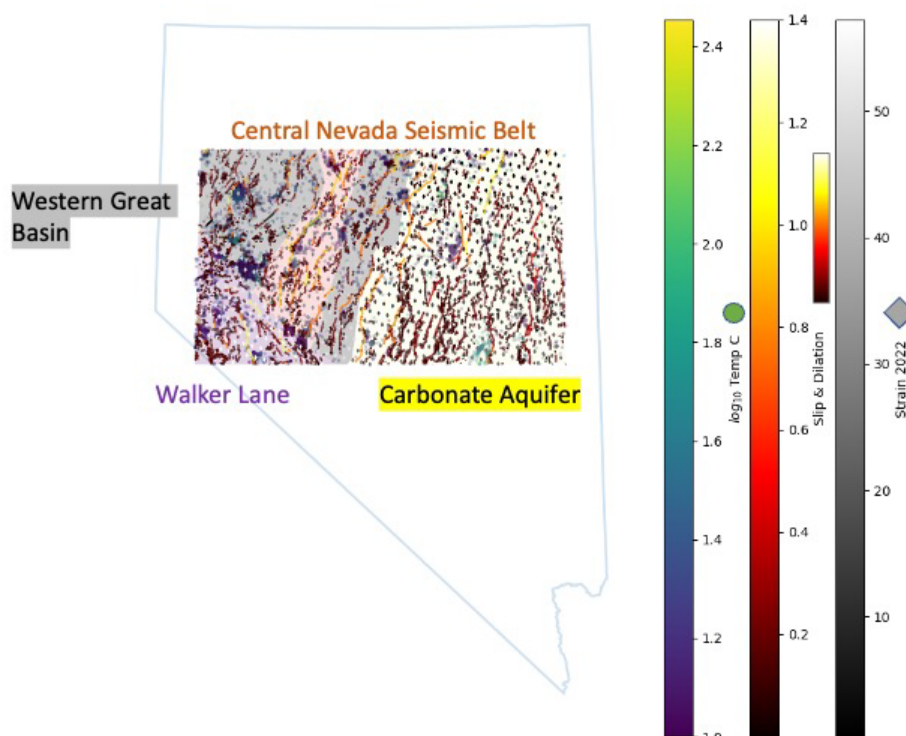 Central Nevada Seismic Belt
Western Great
Basin
Walker Lane
Carbonate Aquifer
2.4
2.2
2.0
1.8
1.6
1.4
1.2
1.0
log₁₀ Temp C
1.4
1.2
1.0
0.8
0.6
0.4
0.2
Slip & Dilation
50
40
30
20
10
Strain 2022